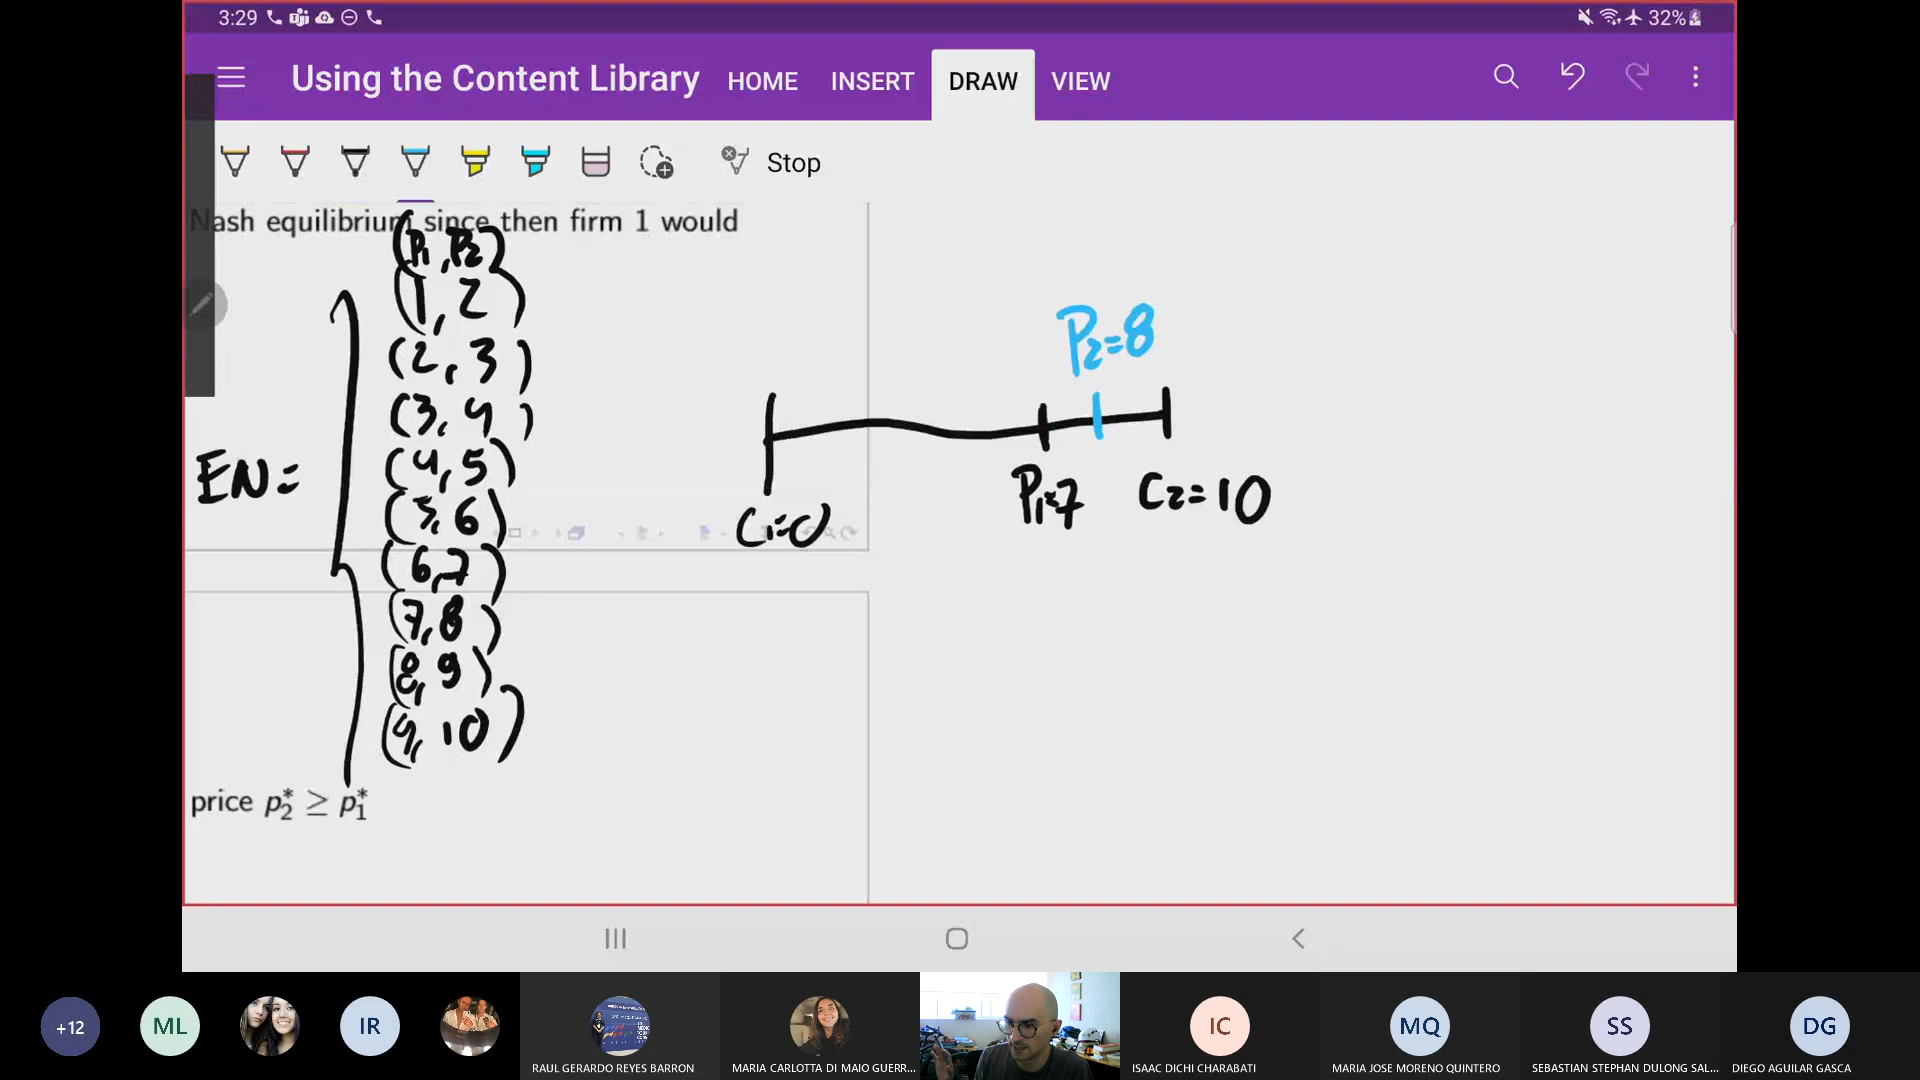 3:29 32%
Using the Content Library HOME INSERT DRAW VIEW
Stop
Nash equilibrium since then firm 1 would
(P1, P2)
(1, 2)
(2, 3)
(3, 4)
(4, 5)
(5, 6)
(6, 7)
(7, 8)
(8, 9)
(9, 10)
EN=
P2=8
C1=0
P1=7
C2=10
price p₂* ≥ p₁*
+12
ML
IR
RAUL GERARDO REYES BARRON
MARIA CARLOTTA DI MAIO GUERR...
IC
ISAAC DICHI CHARABATI
MQ
MARIA JOSE MORENO QUINTERO
SS
SEBASTIAN STEPHAN DULONG SAL...
DG
DIEGO AGUILAR GASCA